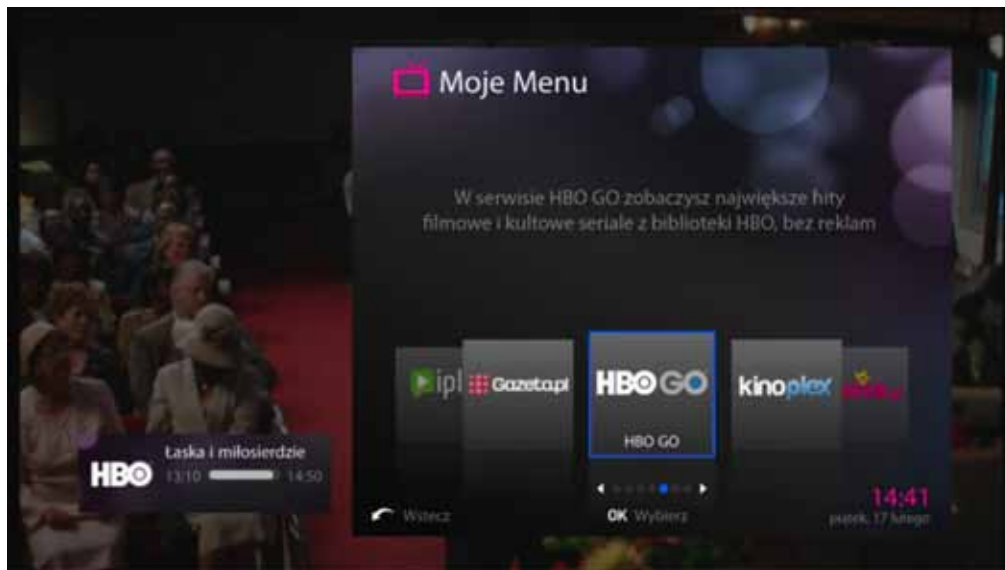 Moje Menu
W serwisie HBO GO zobaczysz największe hity
filmowe i kultowe seriale z biblioteki HBO, bez reklam
ipl
Gazeta.pl
HBO GO
kinoplex
HBO GO
HBO
Łaska i miłosierdzie
13:10 14:50
Wstecz
OK Wybierz
14:41
piątek, 17 lutego